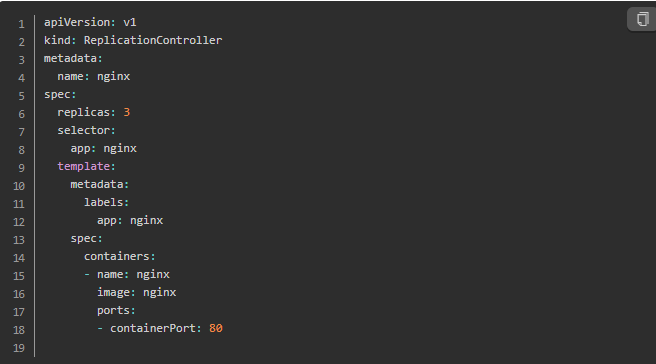 1 apiVersion: v1
2 kind: ReplicationController
3 metadata:
4   name: nginx
5 spec:
6   replicas: 3
7   selector:
8     app: nginx
9   template:
10     metadata:
11       labels:
12         app: nginx
13     spec:
14       containers:
15       - name: nginx
16         image: nginx
17         ports:
18         - containerPort: 80
19